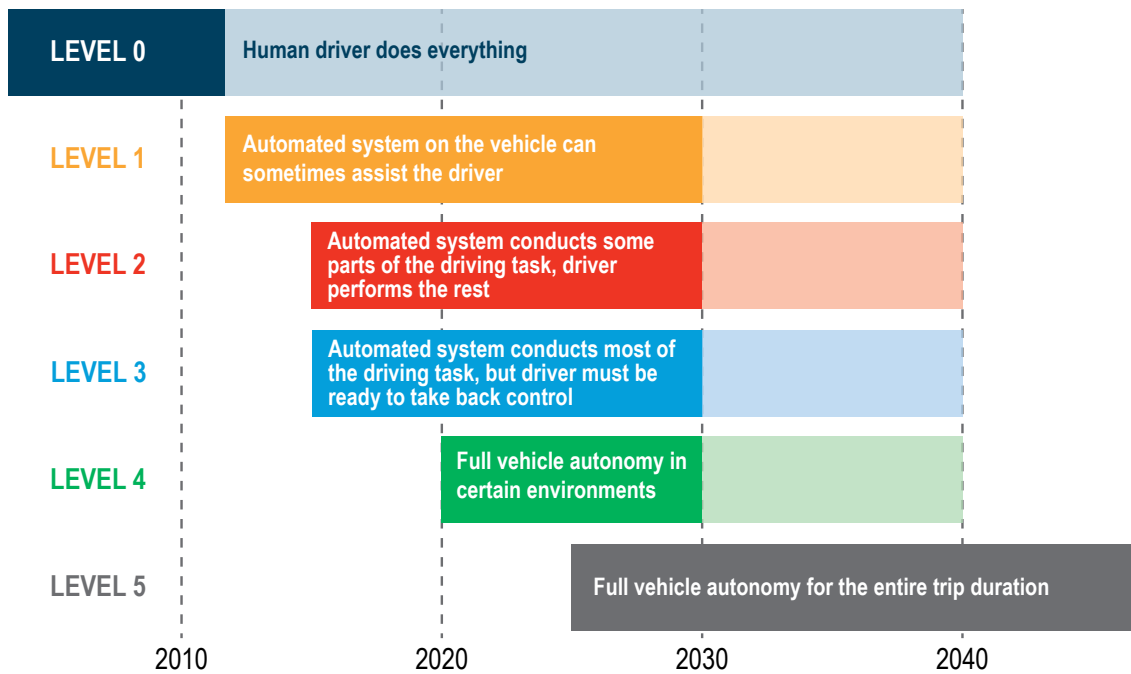 LEVEL 0
Human driver does everything
LEVEL 1
Automated system on the vehicle can
sometimes assist the driver
LEVEL 2
Automated system conducts some
parts of the driving task, driver
performs the rest
LEVEL 3
Automated system conducts most of
the driving task, but driver must be
ready to take back control
LEVEL 4
Full vehicle autonomy in
certain environments
LEVEL 5
Full vehicle autonomy for the entire trip duration
2010 2020 2030 2040